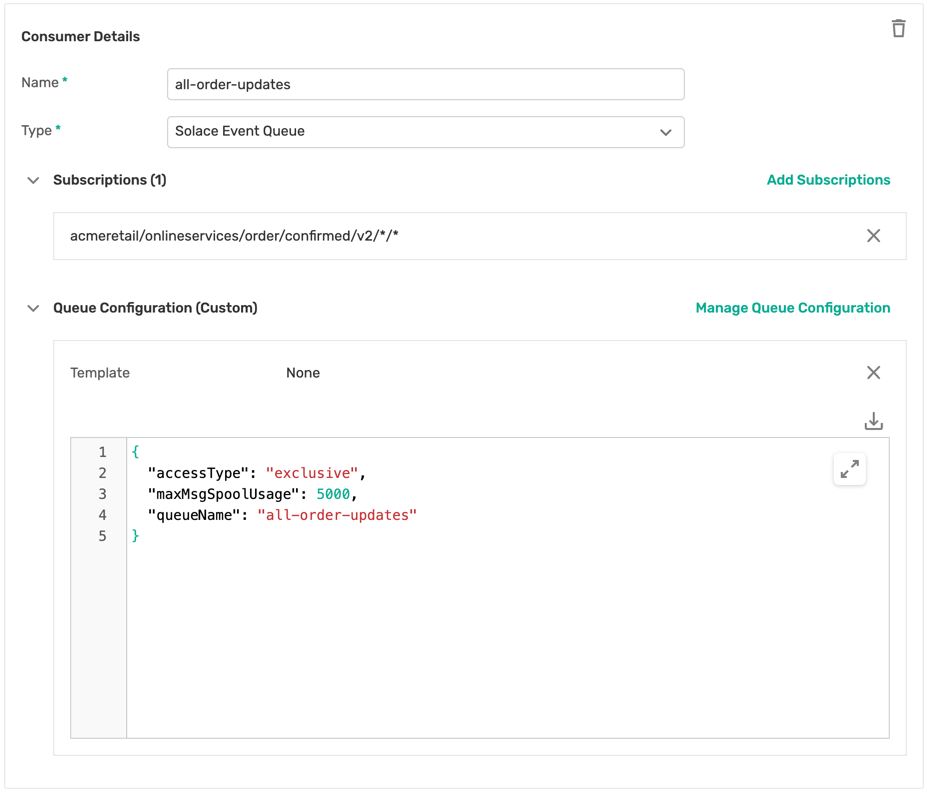 Consumer Details
Name *
all-order-updates
Type *
Solace Event Queue
Subscriptions (1)
Add Subscriptions
acmeretail/onlineservices/order/confirmed/v2/*/*
Queue Configuration (Custom)
Manage Queue Configuration
Template
None
1 {
2 "accessType": "exclusive",
3 "maxMsgSpoolUsage": 5000,
4 "queueName": "all-order-updates"
5 }